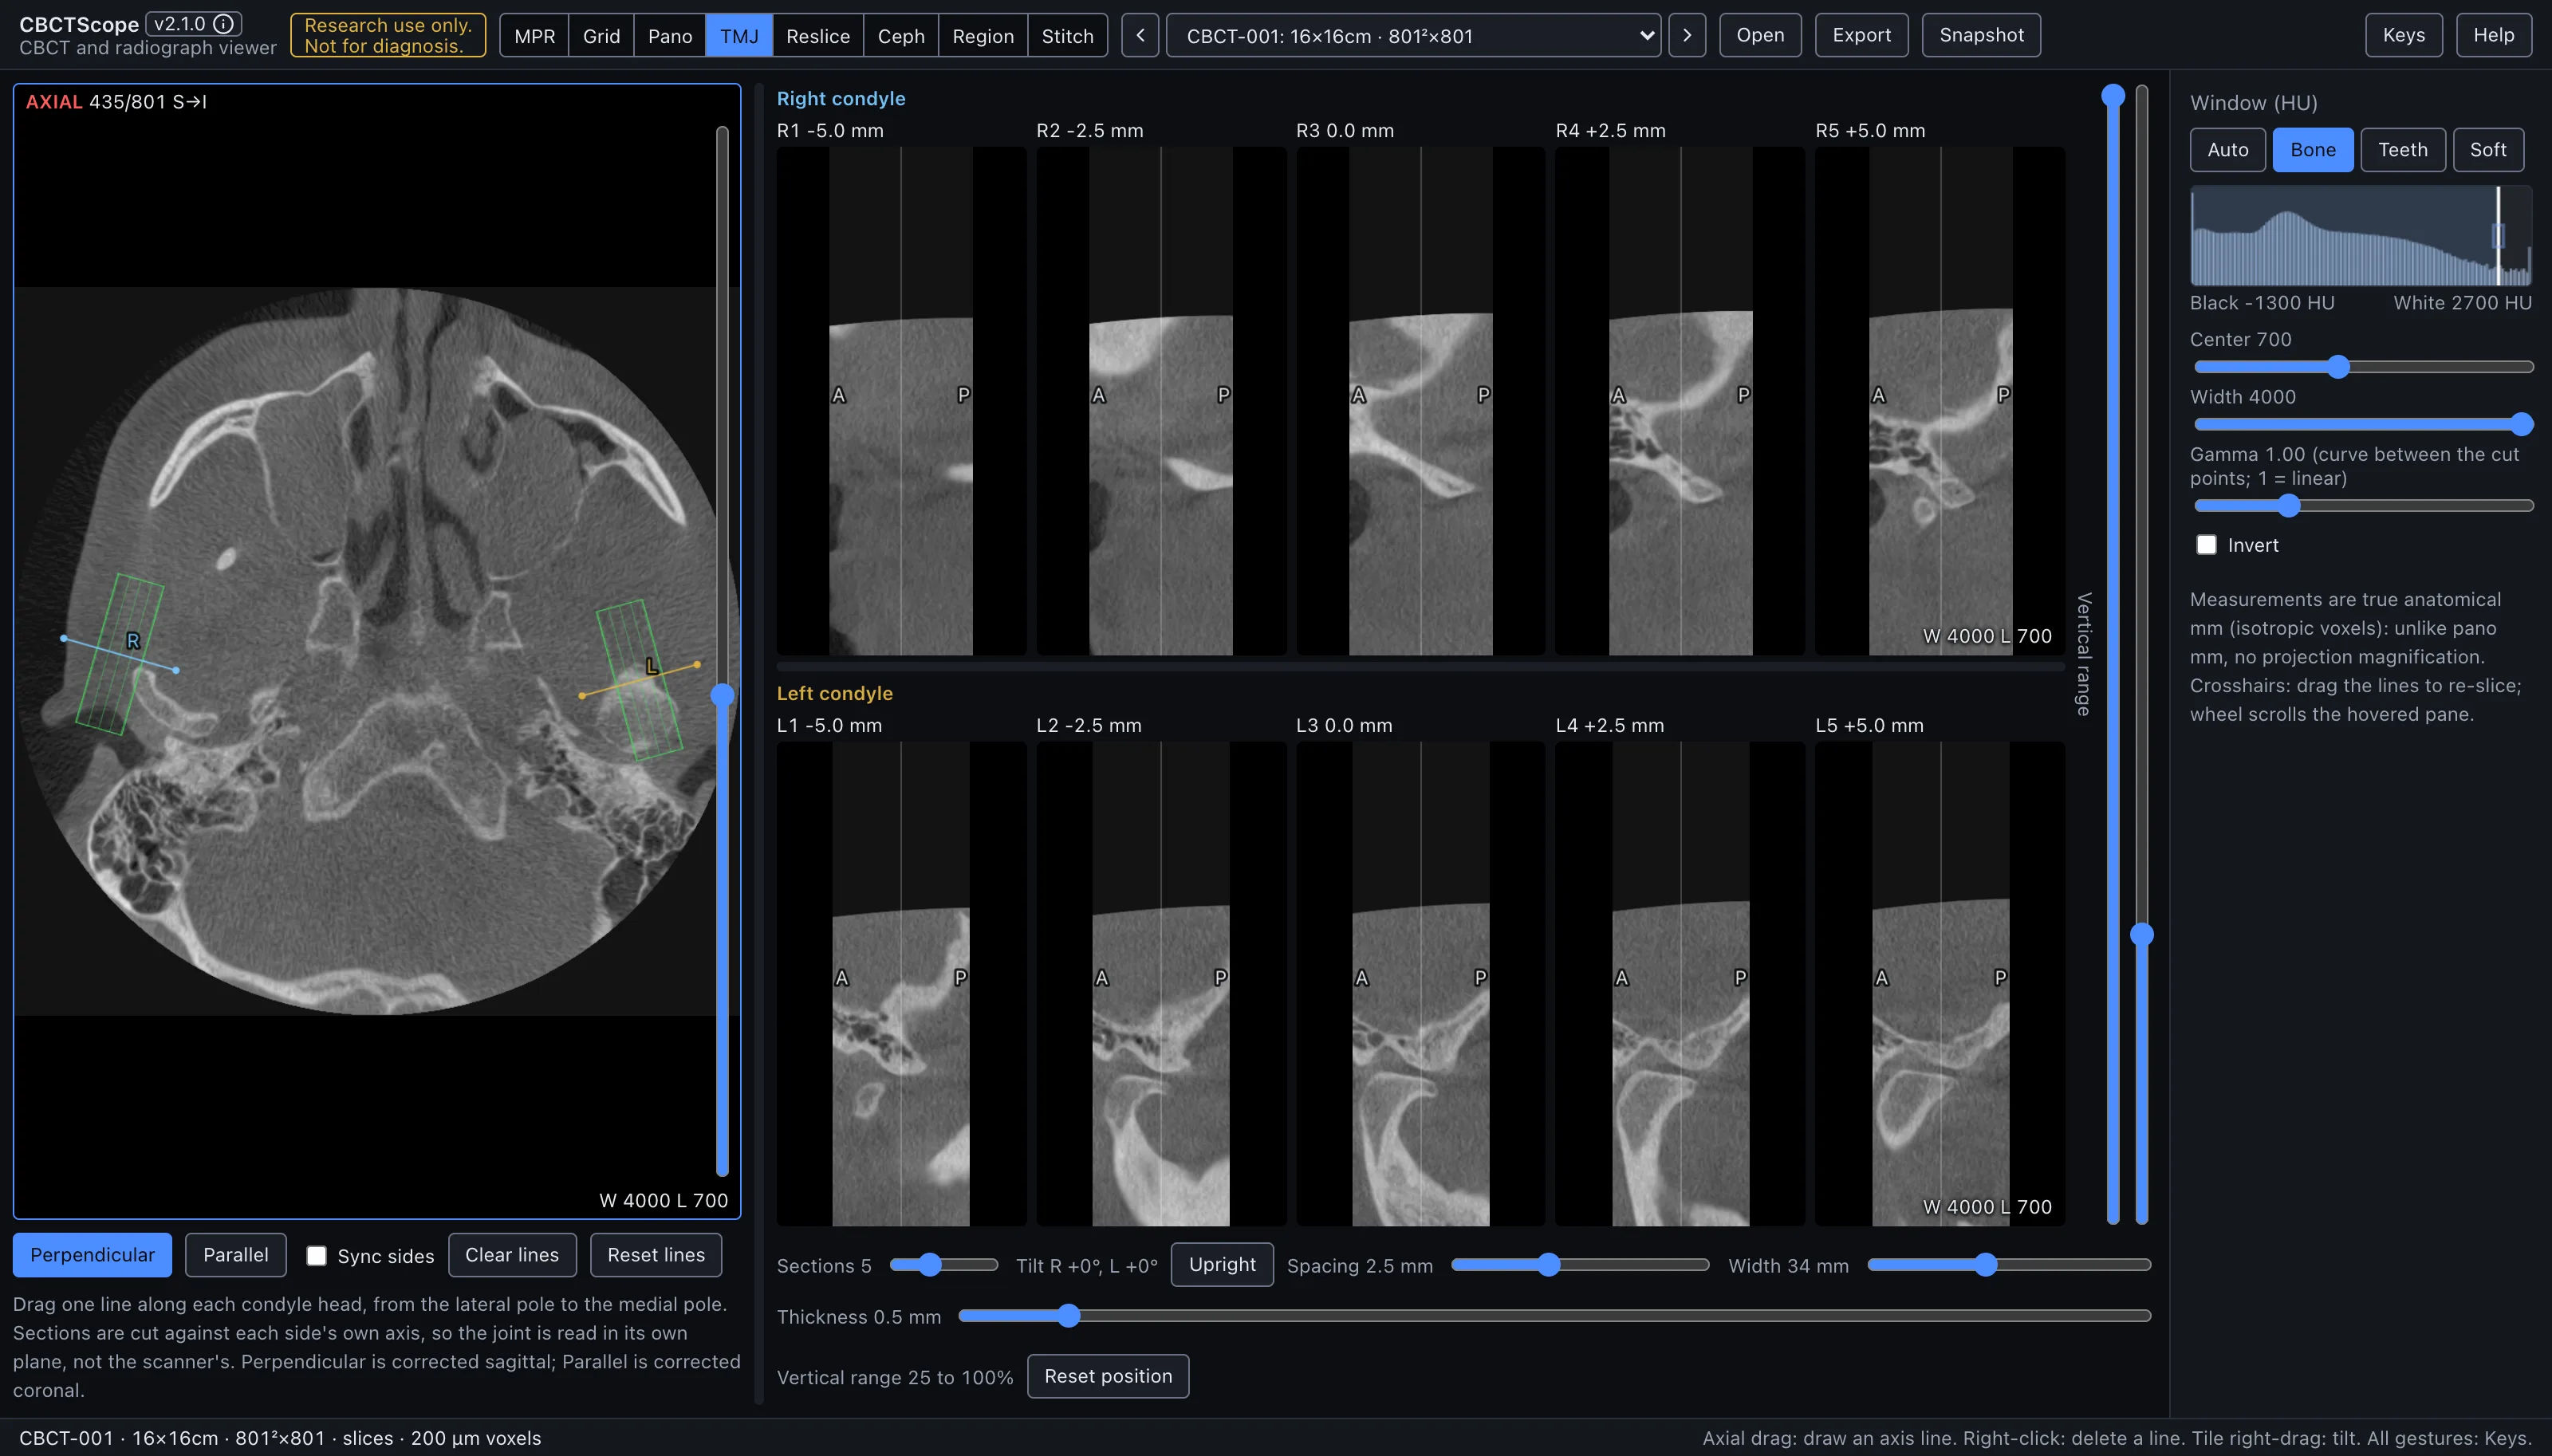 CBCTScope v2.1.0
CBCT and radiograph viewer
Research use only.
Not for diagnosis.
MPR Grid Pano TMJ Reslice Ceph Region Stitch
CBCT-001: 16×16cm · 801²×801
Open Export Snapshot
Keys Help
AXIAL 435/801 S→I
R
L
W 4000 L 700
Perpendicular Parallel Sync sides Clear lines Reset lines
Drag one line along each condyle head, from the lateral pole to the medial pole.
Sections are cut against each side's own axis, so the joint is read in its own
plane, not the scanner's. Perpendicular is corrected sagittal; Parallel is corrected
coronal.
Right condyle
R1 -5.0 mm R2 -2.5 mm R3 0.0 mm R4 +2.5 mm R5 +5.0 mm
A P A P A P A P A P
W 4000 L 700
Left condyle
L1 -5.0 mm L2 -2.5 mm L3 0.0 mm L4 +2.5 mm L5 +5.0 mm
A P A P A P A P A P
W 4000 L 700
Vertical range
Sections 5 Tilt R +0°, L +0° Upright Spacing 2.5 mm Width 34 mm
Thickness 0.5 mm
Vertical range 25 to 100% Reset position
Window (HU)
Auto Bone Teeth Soft
Black -1300 HU White 2700 HU
Center 700
Width 4000
Gamma 1.00 (curve between the cut
points; 1 = linear)
Invert
Measurements are true anatomical
mm (isotropic voxels): unlike pano
mm, no projection magnification.
Crosshairs: drag the lines to re-slice;
wheel scrolls the hovered pane.
CBCT-001 · 16×16cm · 801²×801 · slices · 200 µm voxels
Axial drag: draw an axis line. Right-click: delete a line. Tile right-drag: tilt. All gestures: Keys.